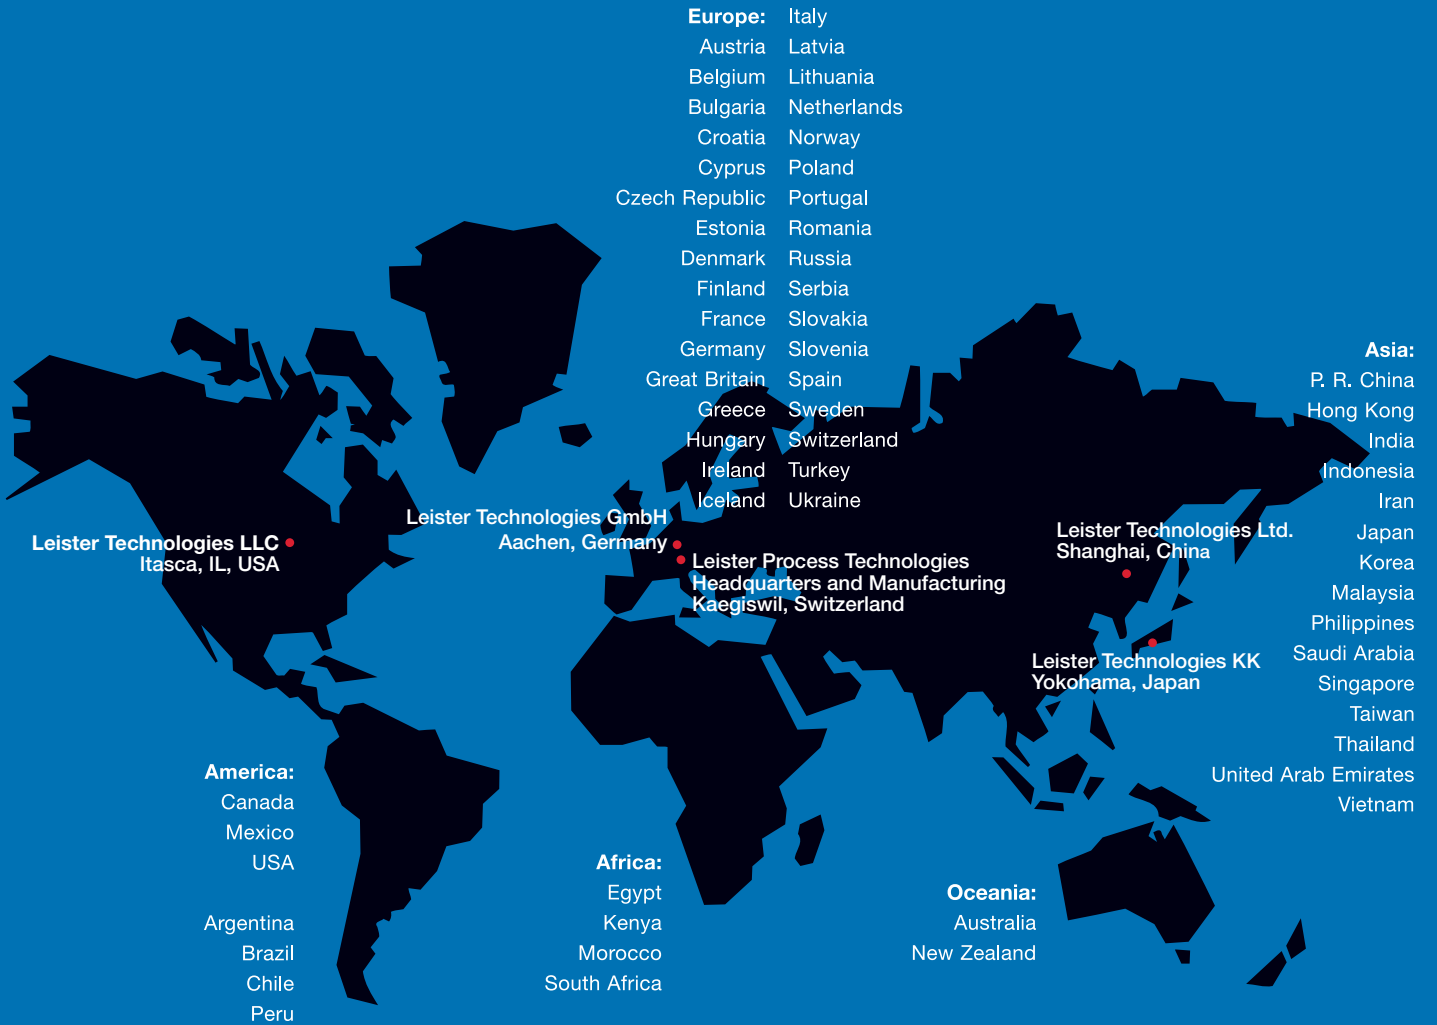 Europe:
Austria
Belgium
Bulgaria
Croatia
Cyprus
Czech Republic
Estonia
Denmark
Finland
France
Germany
Great Britain
Greece
Hungary
Ireland
Iceland
Italy
Latvia
Lithuania
Netherlands
Norway
Poland
Portugal
Romania
Russia
Serbia
Slovakia
Slovenia
Spain
Sweden
Switzerland
Turkey
Ukraine
Asia:
P. R. China
Hong Kong
India
Indonesia
Iran
Japan
Korea
Malaysia
Philippines
Saudi Arabia
Singapore
Taiwan
Thailand
United Arab Emirates
Vietnam
Leister Technologies LLC
Itasca, IL, USA
Leister Technologies GmbH
Aachen, Germany
Leister Process Technologies
Headquarters and Manufacturing
Kaegiswil, Switzerland
Leister Technologies Ltd.
Shanghai, China
Leister Technologies KK
Yokohama, Japan
America:
Canada
Mexico
USA
Argentina
Brazil
Chile
Peru
Africa:
Egypt
Kenya
Morocco
South Africa
Oceania:
Australia
New Zealand